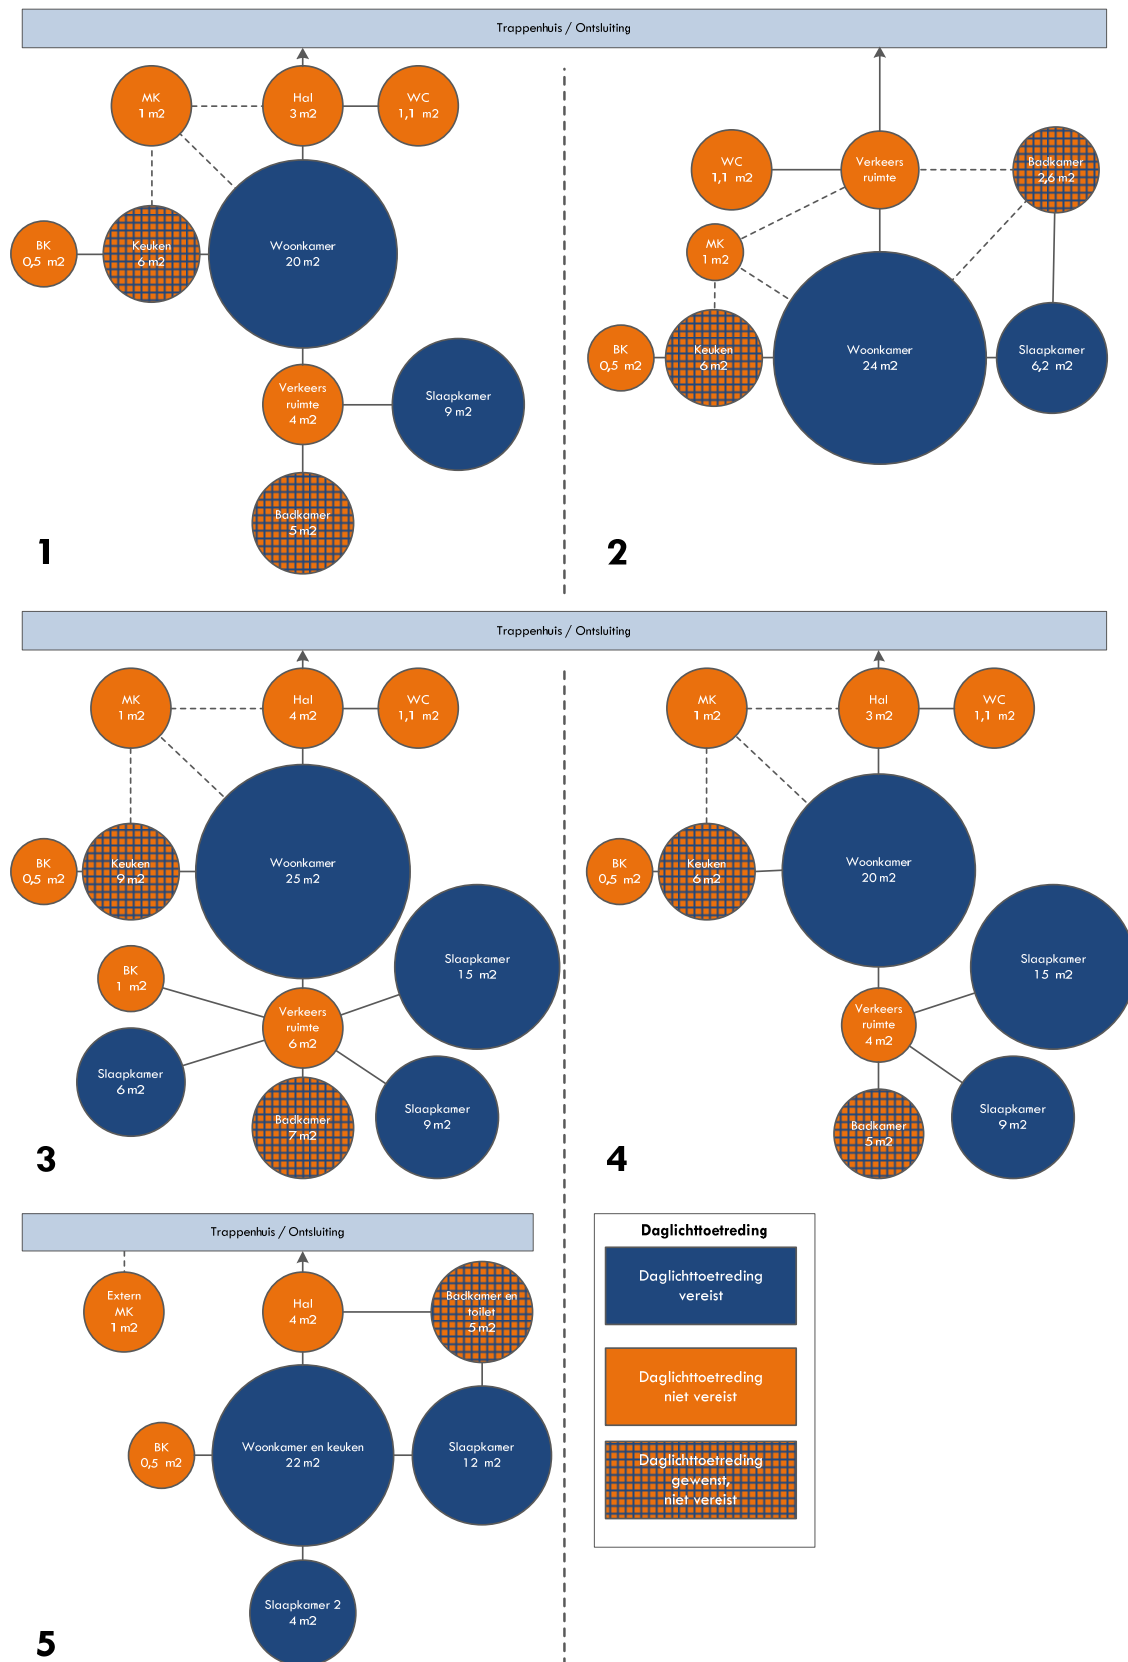 Trappenhuis / Ontsluiting
MK
1 m2
Hal
3 m2
WC
1,1 m2
BK
0,5 m2
Keuken
6 m2
Woonkamer
20 m2
Verkeers
ruimte
4 m2
Slaapkamer
9 m2
Badkamer
5 m2
1
WC
1,1 m2
Verkeers
ruimte
Badkamer
2,6 m2
MK
1 m2
BK
0,5 m2
Keuken
6 m2
Woonkamer
24 m2
Slaapkamer
6,2 m2
2
Trappenhuis / Ontsluiting
MK
1 m2
Hal
4 m2
WC
1,1 m2
BK
0,5 m2
Keuken
9 m2
Woonkamer
25 m2
Slaapkamer
15 m2
BK
1 m2
Verkeers
ruimte
6 m2
Slaapkamer
6 m2
Badkamer
7 m2
Slaapkamer
9 m2
3
MK
1 m2
Hal
3 m2
WC
1,1 m2
BK
0,5 m2
Keuken
6 m2
Woonkamer
20 m2
Slaapkamer
15 m2
Verkeers
ruimte
4 m2
Badkamer
5 m2
Slaapkamer
9 m2
4
Trappenhuis / Ontsluiting
Extern
MK
1 m2
Hal
4 m2
Badkamer en
toilet
5 m2
BK
0,5 m2
Woonkamer en keuken
22 m2
Slaapkamer
12 m2
Slaapkamer 2
4 m2
5
Daglichttoetreding
Daglichttoetreding
vereist
Daglichttoetreding
niet vereist
Daglichttoetreding
gewenst,
niet vereist